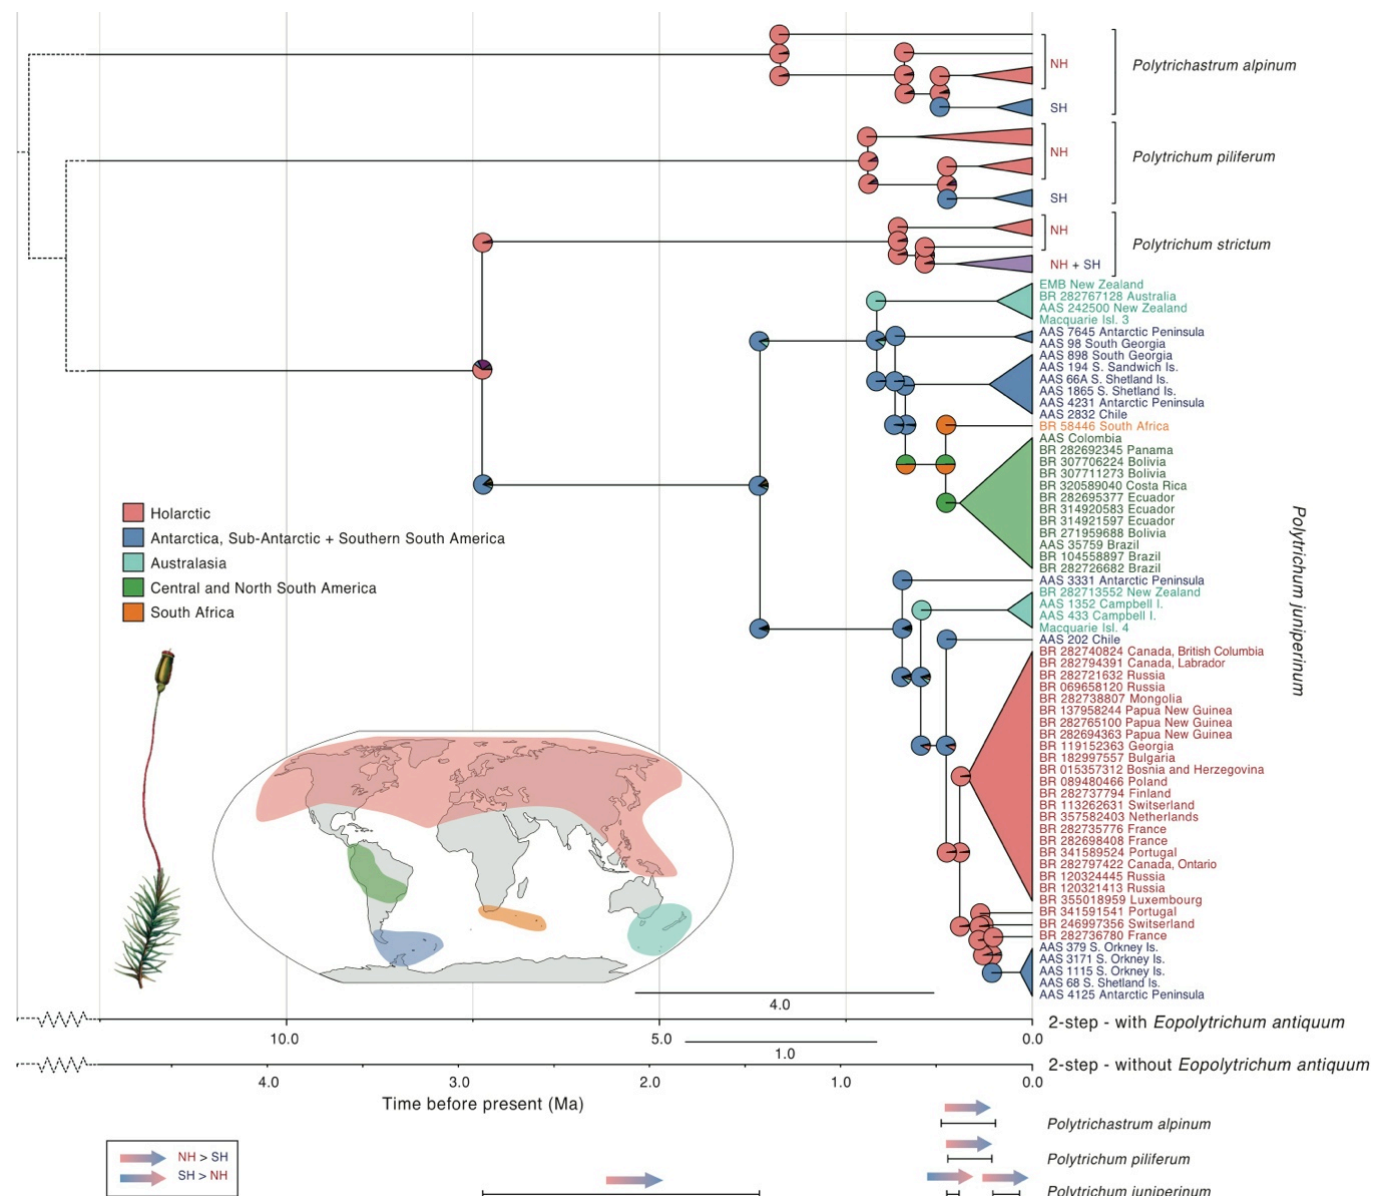 NH
Polytrichastrum alpinum
SH
NH
Polytrichum piliferum
SH
NH
Polytrichum strictum
NH + SH
EMB New Zealand
BR 282767128 Australia
AAS 242500 New Zealand
Macquarie Isl. 3
AAS 7645 Antarctic Peninsula
AAS 98 South Georgia
AAS 898 South Georgia
AAS 194 S. Sandwich Is.
AAS 66A S. Shetland Is.
AAS 1865 S. Shetland Is.
AAS 4231 Antarctic Peninsula
AAS 2832 Chile
BR 58446 South Africa
AAS Colombia
BR 282692345 Panama
BR 307706224 Bolivia
BR 307711273 Bolivia
BR 320589040 Costa Rica
BR 282695377 Ecuador
BR 314920583 Ecuador
BR 314921597 Ecuador
BR 271959688 Bolivia
AAS 35759 Brazil
BR 104558897 Brazil
BR 282726682 Brazil
AAS 3331 Antarctic Peninsula
BR 282713552 New Zealand
AAS 1352 Campbell I.
AAS 433 Campbell I.
Macquarie Isl. 4
AAS 202 Chile
BR 282740824 Canada, British Columbia
BR 282794391 Canada, Labrador
BR 282721632 Russia
BR 069658120 Russia
BR 282738807 Mongolia
BR 137958244 Papua New Guinea
BR 282765100 Papua New Guinea
BR 282694363 Papua New Guinea
BR 119152363 Georgia
BR 182997557 Bulgaria
BR 015357312 Bosnia and Herzegovina
BR 089480466 Poland
BR 282737794 Finland
BR 113262631 Switserland
BR 357582403 Netherlands
BR 282735776 France
BR 282698408 France
BR 341589524 Portugal
BR 282797422 Canada, Ontario
BR 120324445 Russia
BR 120321413 Russia
BR 355018959 Luxembourg
BR 341591541 Portugal
BR 246997356 Switserland
BR 282736780 France
AAS 379 S. Orkney Is.
AAS 3171 S. Orkney Is.
AAS 1115 S. Orkney Is.
AAS 68 S. Shetland Is.
AAS 4125 Antarctic Peninsula
Polytrichum juniperinum
Holarctic
Antarctica, Sub-Antarctic + Southern South America
Australasia
Central and North South America
South Africa
4.0
2-step - with Eopolytrichum antiquum
10.0 5.0 0.0
1.0
2-step - without Eopolytrichum antiquum
4.0 3.0 2.0 1.0 0.0
Time before present (Ma)
Polytrichastrum alpinum
Polytrichum piliferum
Polytrichum juniperinum
NH > SH
SH > NH